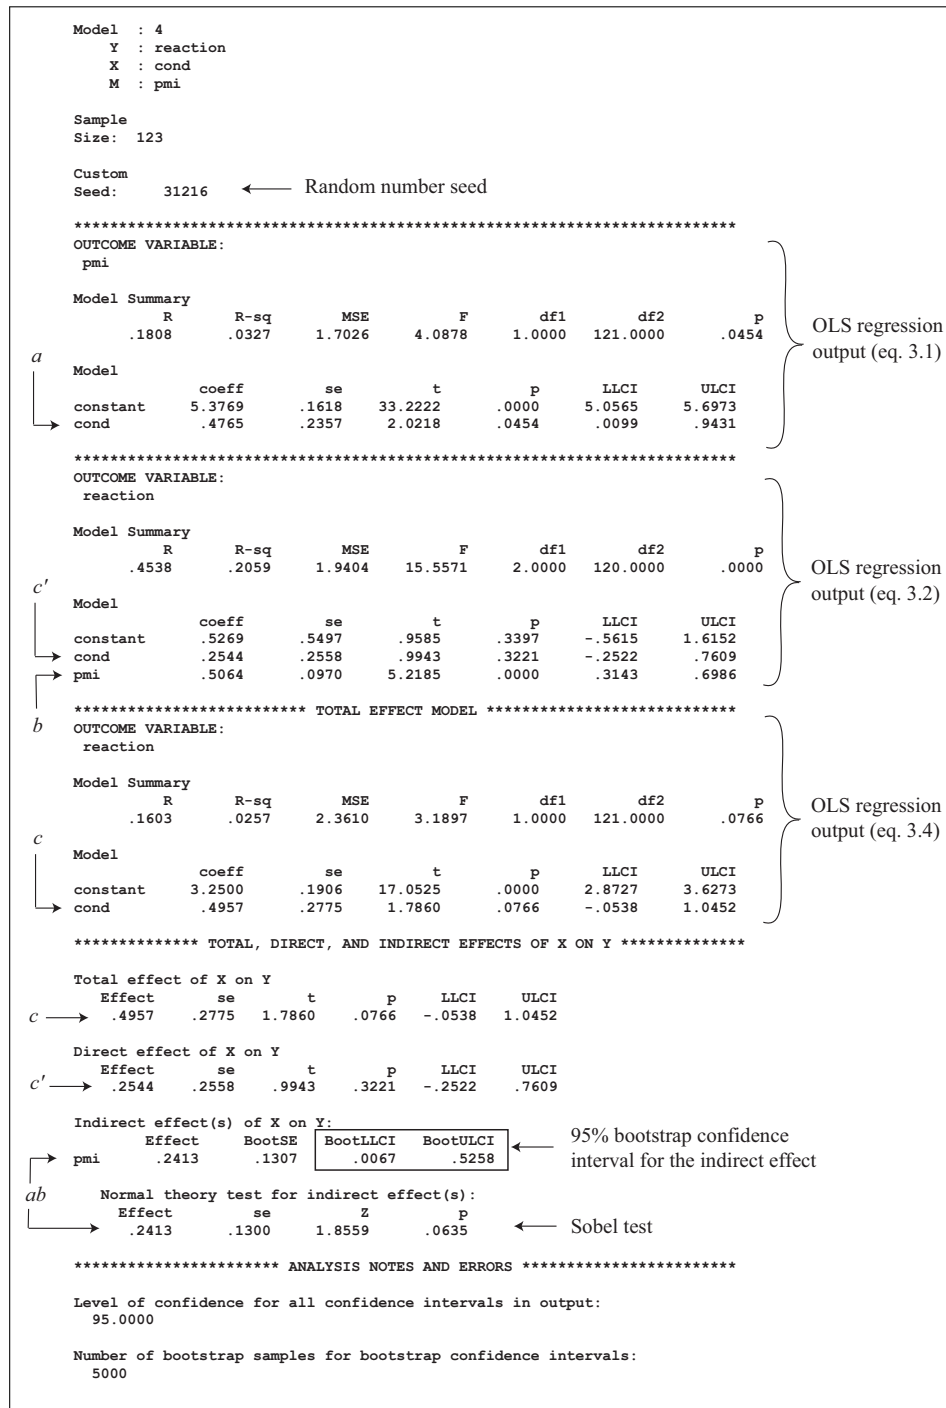 Model : 4
Y : reaction
X : cond
M : pmi
Sample
Size: 123
Custom
Seed: 31216
Random number seed
**************************************************************************
OUTCOME VARIABLE:
pmi
Model Summary
R R-sq MSE F df1 df2 p
.1808 .0327 1.7026 4.0878 1.0000 121.0000 .0454
OLS regression
output (eq. 3.1)
a
Model
coeff se t p LLCI ULCI
constant 5.3769 .1618 33.2222 .0000 5.0565 5.6973
cond .4765 .2357 2.0218 .0454 .0099 .9431
**************************************************************************
OUTCOME VARIABLE:
reaction
Model Summary
R R-sq MSE F df1 df2 p
.4538 .2059 1.9404 15.5571 2.0000 120.0000 .0000
OLS regression
output (eq. 3.2)
c′
Model
coeff se t p LLCI ULCI
constant .5269 .5497 .9585 .3397 -.5615 1.6152
cond .2544 .2558 .9943 .3221 -.2522 .7609
pmi .5064 .0970 5.2185 .0000 .3143 .6986
b
************************** TOTAL EFFECT MODEL ****************************
OUTCOME VARIABLE:
reaction
Model Summary
R R-sq MSE F df1 df2 p
.1603 .0257 2.3610 3.1897 1.0000 121.0000 .0766
OLS regression
output (eq. 3.4)
c
Model
coeff se t p LLCI ULCI
constant 3.2500 .1906 17.0525 .0000 2.8727 3.6273
cond .4957 .2775 1.7860 .0766 -.0538 1.0452
************** TOTAL, DIRECT, AND INDIRECT EFFECTS OF X ON Y **************
Total effect of X on Y
Effect se t p LLCI ULCI
c .4957 .2775 1.7860 .0766 -.0538 1.0452
Direct effect of X on Y
Effect se t p LLCI ULCI
c′ .2544 .2558 .9943 .3221 -.2522 .7609
Indirect effect(s) of X on Y:
Effect BootSE BootLLCI BootULCI
pmi .2413 .1307 .0067 .5258
95% bootstrap confidence
interval for the indirect effect
ab
Normal theory test for indirect effect(s):
Effect se Z p
.2413 .1300 1.8559 .0635
Sobel test
*********************** ANALYSIS NOTES AND ERRORS ************************
Level of confidence for all confidence intervals in output:
95.0000
Number of bootstrap samples for bootstrap confidence intervals:
5000